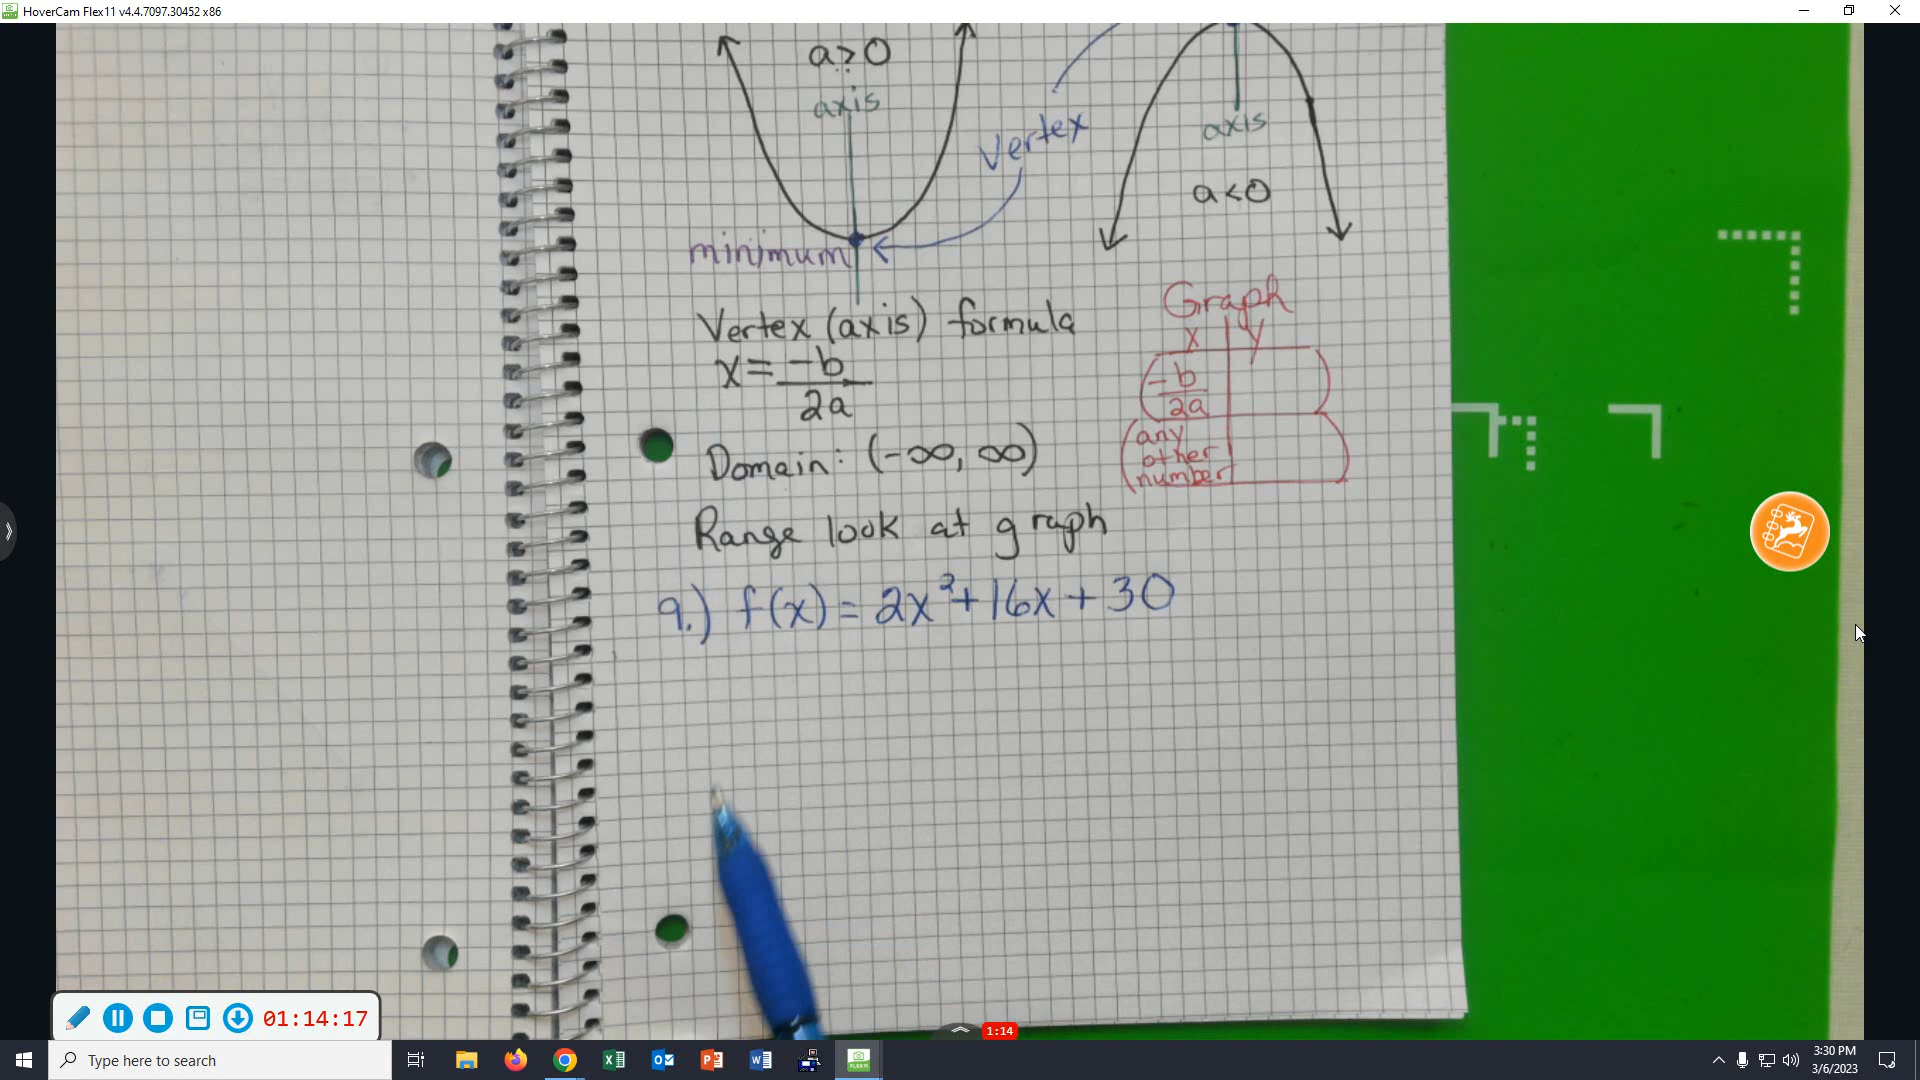 HoverCam Flex11 v4.4.7097.30452 x86
a > 0
axis
Vertex
axis
a < 0
minimum
Vertex (axis) formula
x = -b/2a
Graph
x y
-b/2a
any
other
number
Domain: (-∞, ∞)
Range look at graph
9.) f(x) = 2x² + 16x + 30
01:14:17
1:14
Type here to search
3:30 PM
3/6/2023